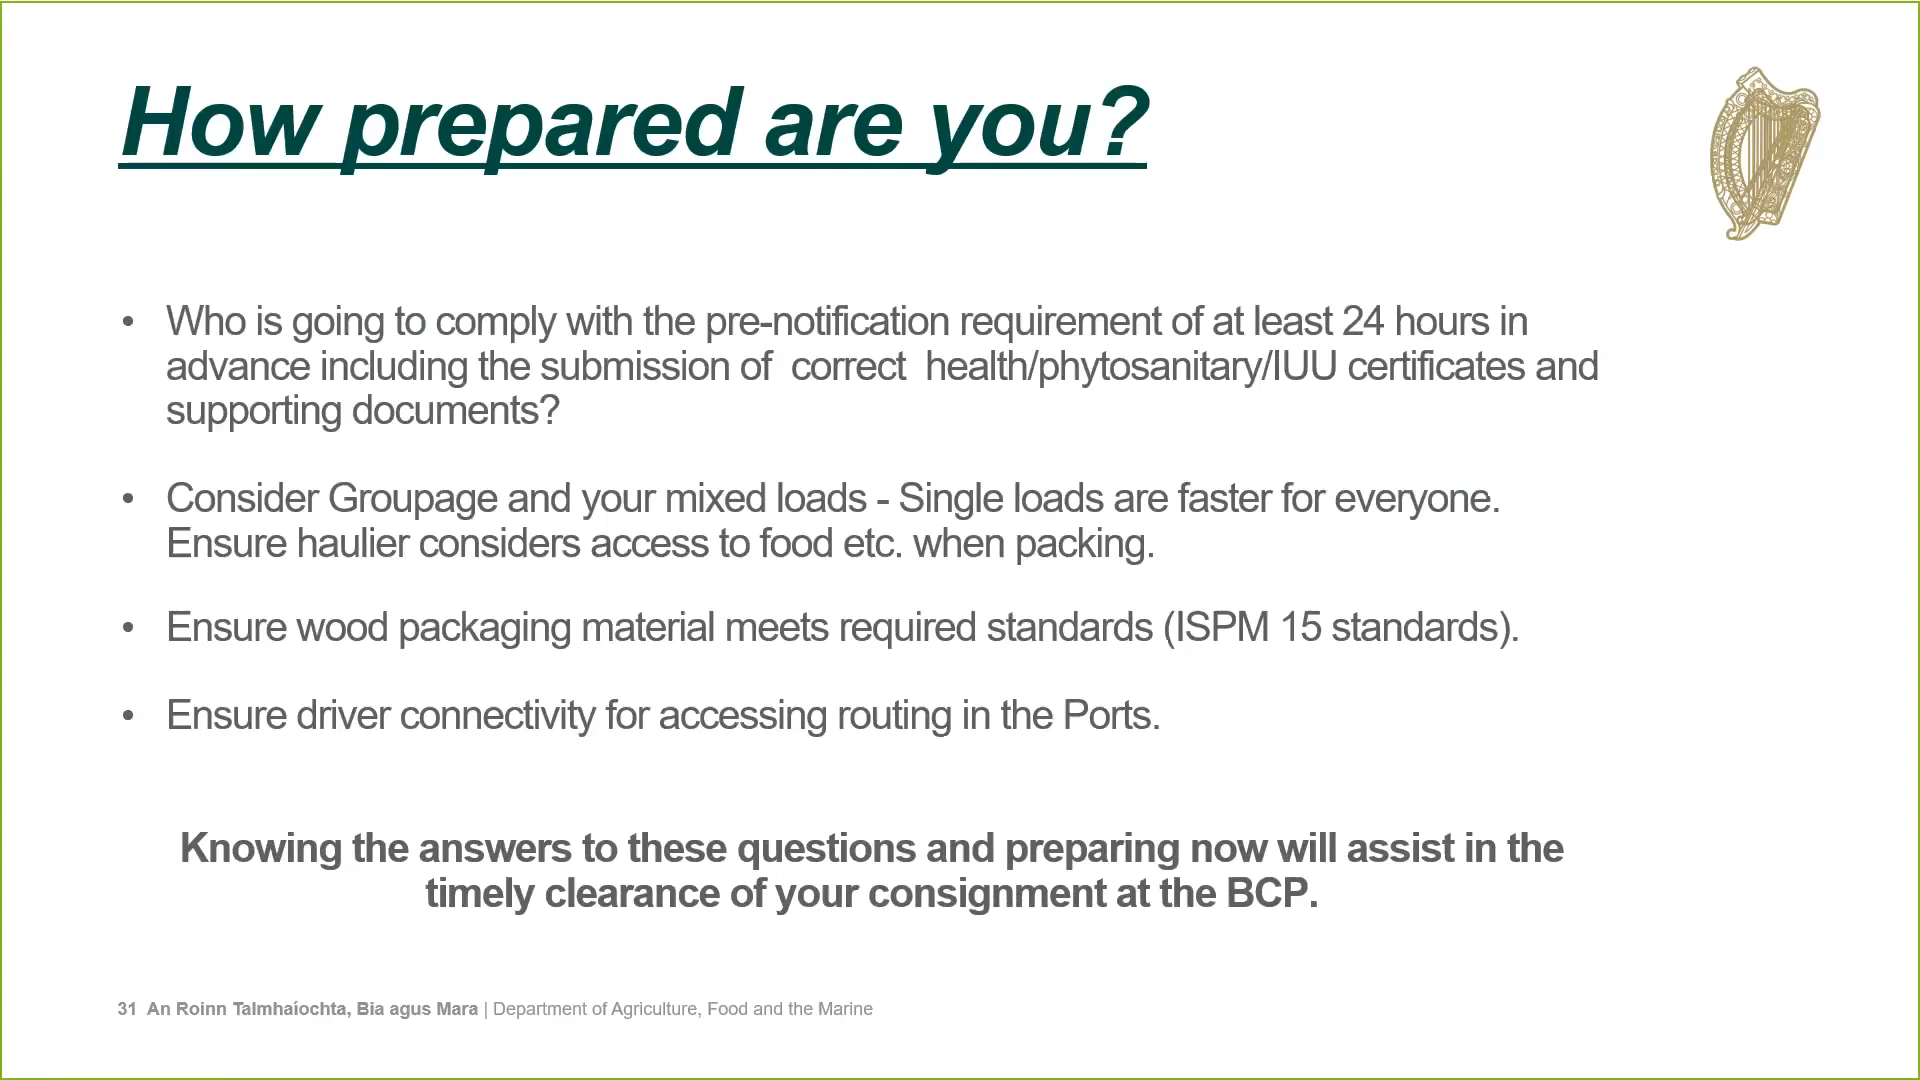 How prepared are you?
• Who is going to comply with the pre-notification requirement of at least 24 hours in
advance including the submission of  correct  health/phytosanitary/IUU certificates and
supporting documents?
• Consider Groupage and your mixed loads - Single loads are faster for everyone.
Ensure haulier considers access to food etc. when packing.
• Ensure wood packaging material meets required standards (ISPM 15 standards).
• Ensure driver connectivity for accessing routing in the Ports.
Knowing the answers to these questions and preparing now will assist in the
timely clearance of your consignment at the BCP.
31 An Roinn Talmhaíochta, Bia agus Mara | Department of Agriculture, Food and the Marine